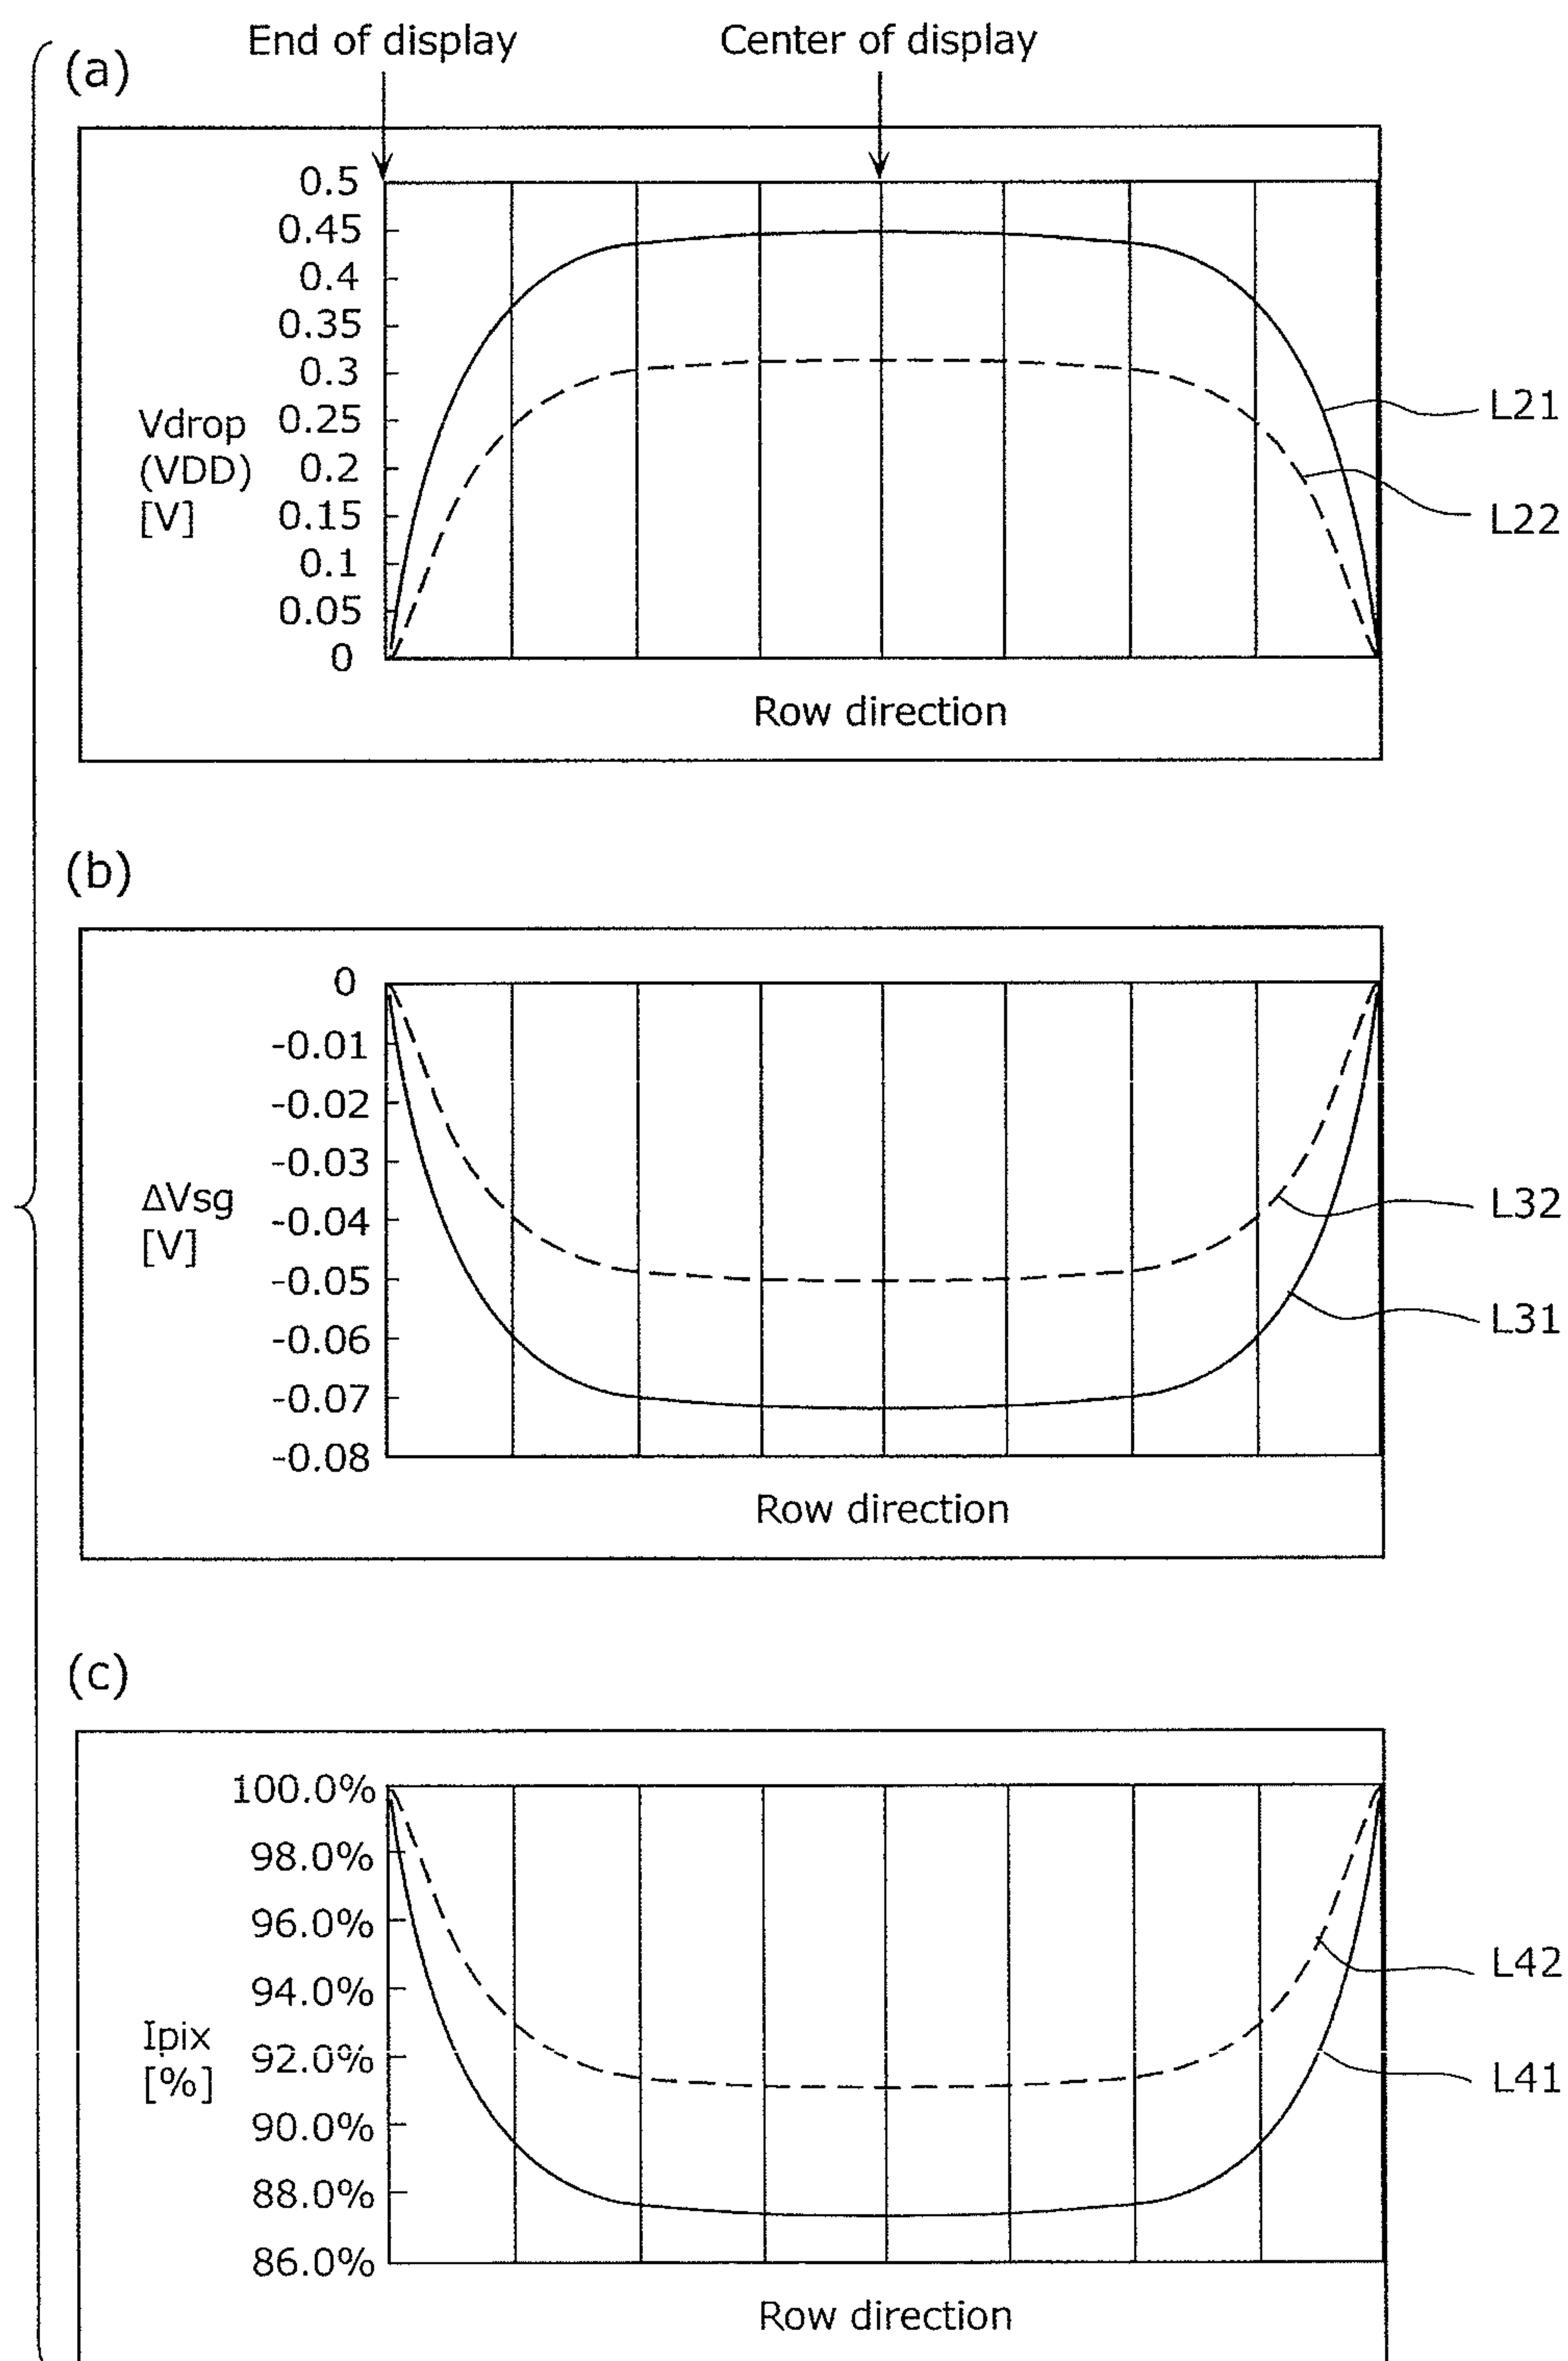 End of display
Center of display
(a)
0.5
0.45
0.4
0.35
0.3
0.25
0.2
0.15
0.1
0.05
0
Vdrop
(VDD)
[V]
L21
L22
Row direction
(b)
0
-0.01
-0.02
-0.03
-0.04
-0.05
-0.06
-0.07
-0.08
ΔVsg
[V]
L32
L31
Row direction
(c)
100.0%
98.0%
96.0%
94.0%
92.0%
90.0%
88.0%
86.0%
Ipix
[%]
L42
L41
Row direction